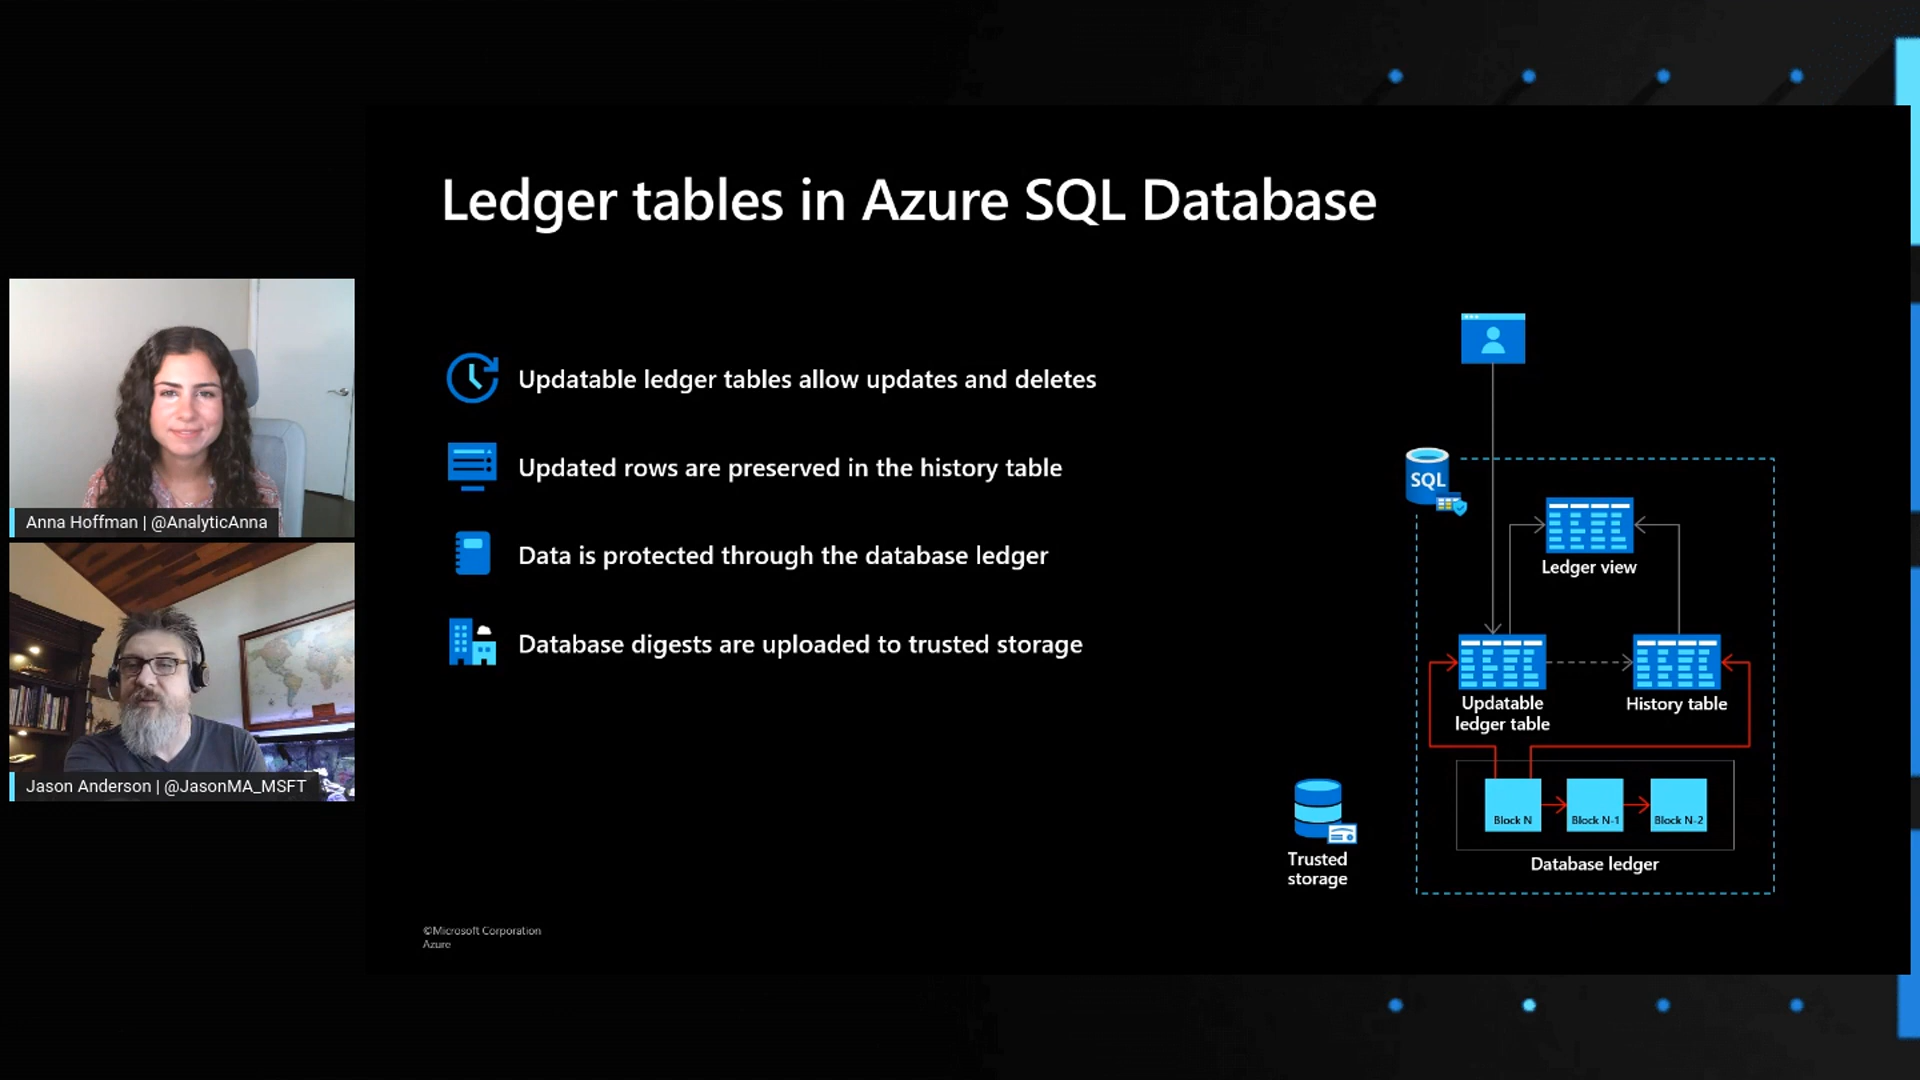 Ledger tables in Azure SQL Database
Updatable ledger tables allow updates and deletes
Updated rows are preserved in the history table
Data is protected through the database ledger
Database digests are uploaded to trusted storage
Anna Hoffman | @AnalyticAnna
Jason Anderson | @JasonMA_MSFT
SQL
Ledger view
Updatable
ledger table
History table
Block N
Block N-1
Block N-2
Database ledger
Trusted
storage
©Microsoft Corporation
Azure